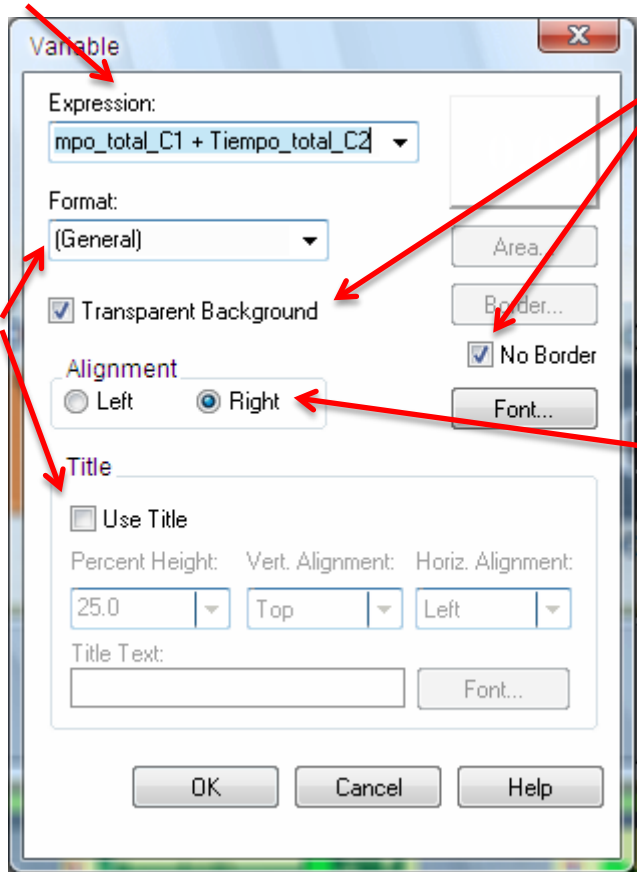 Variable
Expression:
mpo_total_C1 + Tiempo_total_C2
Format:
(General)
Area...
Transparent Background
Border...
No Border
Alignment
Left
Right
Font...
Title
Use Title
Percent Height:
Vert. Alignment:
Horiz. Alignment:
25.0
Top
Left
Title Text:
Font...
OK
Cancel
Help